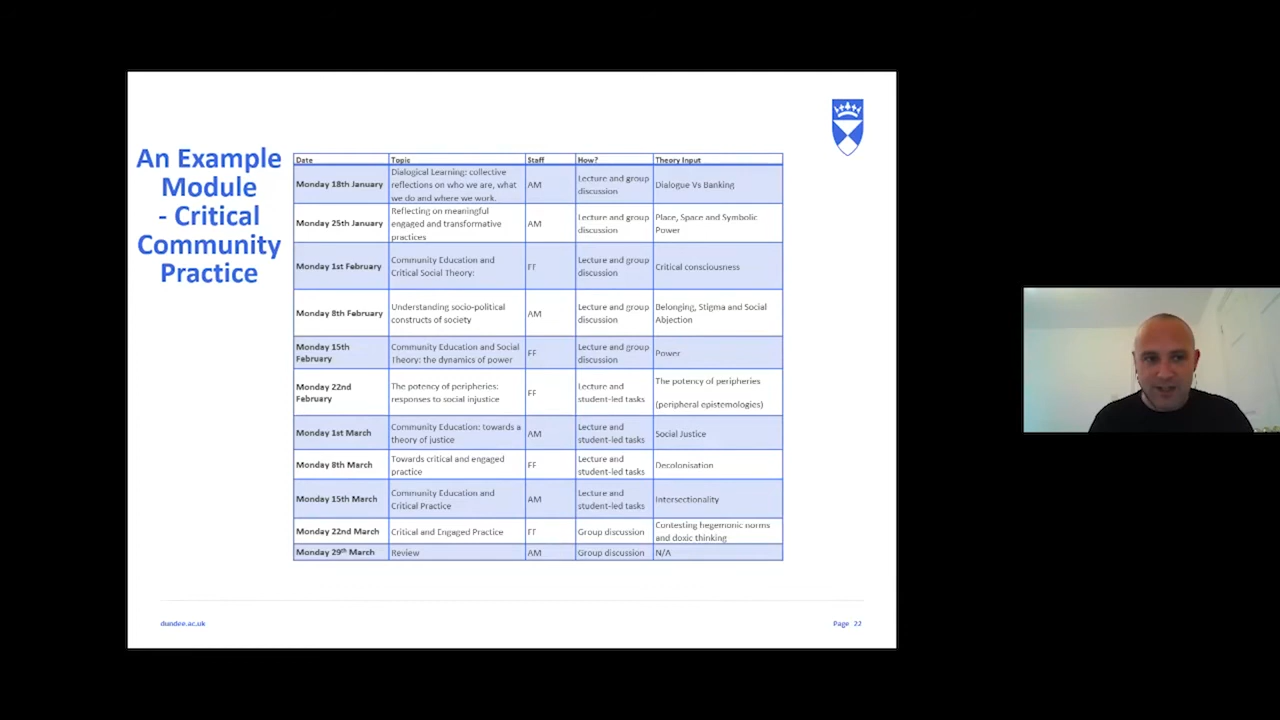 An Example
Module
- Critical
Community
Practice
Date Topic Staff How? Theory Input
Monday 18th January
Dialogical Learning: collective
reflections on who we are, what
we do and where we work.
AM
Lecture and group
discussion
Dialogue Vs Banking
Monday 25th January
Reflecting on meaningful
engaged and transformative
practices
AM
Lecture and group
discussion
Place, Space and Symbolic
Power
Monday 1st February
Community Education and
Critical Social Theory:
FF
Lecture and group
discussion
Critical consciousness
Monday 8th February
Understanding socio-political
constructs of society
AM
Lecture and group
discussion
Belonging, Stigma and Social
Abjection
Monday 15th
February
Community Education and Social
Theory: the dynamics of power
FF
Lecture and group
discussion
Power
Monday 22nd
February
The potency of peripheries:
responses to social injustice
FF
Lecture and
student-led tasks
The potency of peripheries
(peripheral epistemologies)
Monday 1st March
Community Education: towards a
theory of justice
AM
Lecture and
student-led tasks
Social Justice
Monday 8th March
Towards critical and engaged
practice
FF
Lecture and
student-led tasks
Decolonisation
Monday 15th March
Community Education and
Critical Practice
AM
Lecture and
student-led tasks
Intersectionality
Monday 22nd March
Critical and Engaged Practice
FF
Group discussion
Contesting hegemonic norms
and doxic thinking
Monday 29th March
Review
AM
Group discussion
N/A
dundee.ac.uk
Page 22